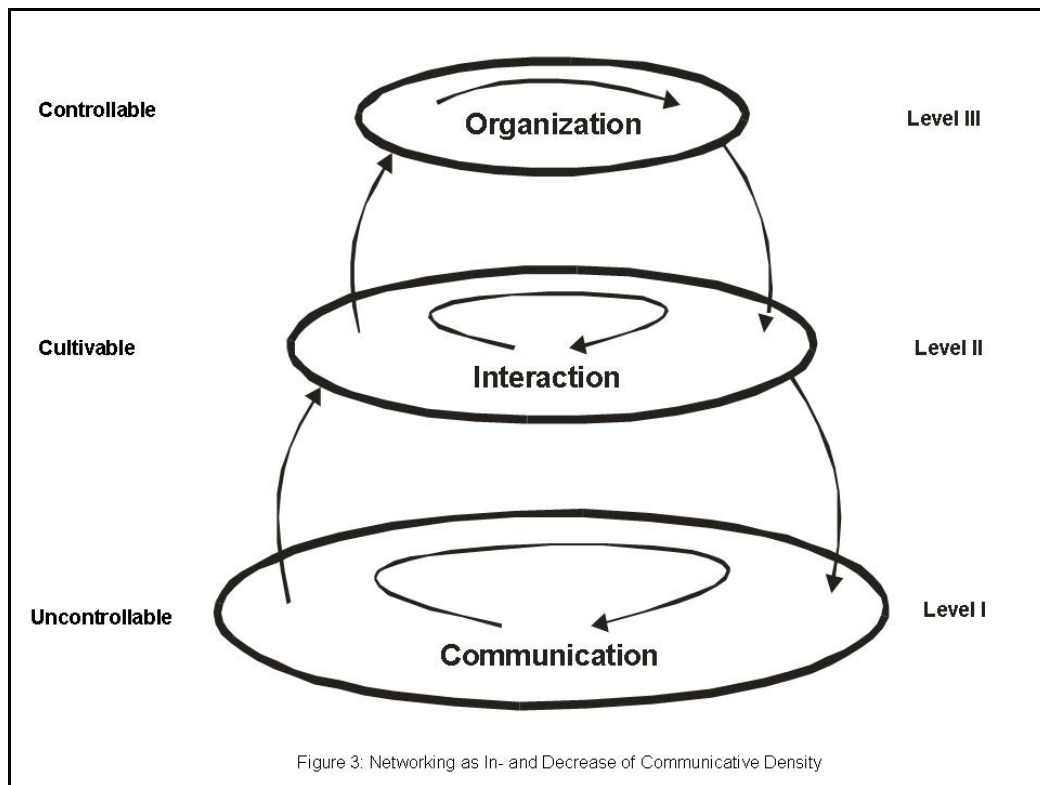 Controllable
Organization
Level III
Cultivable
Interaction
Level II
Uncontrollable
Communication
Level I
Figure 3: Networking as In- and Decrease of Communicative Density